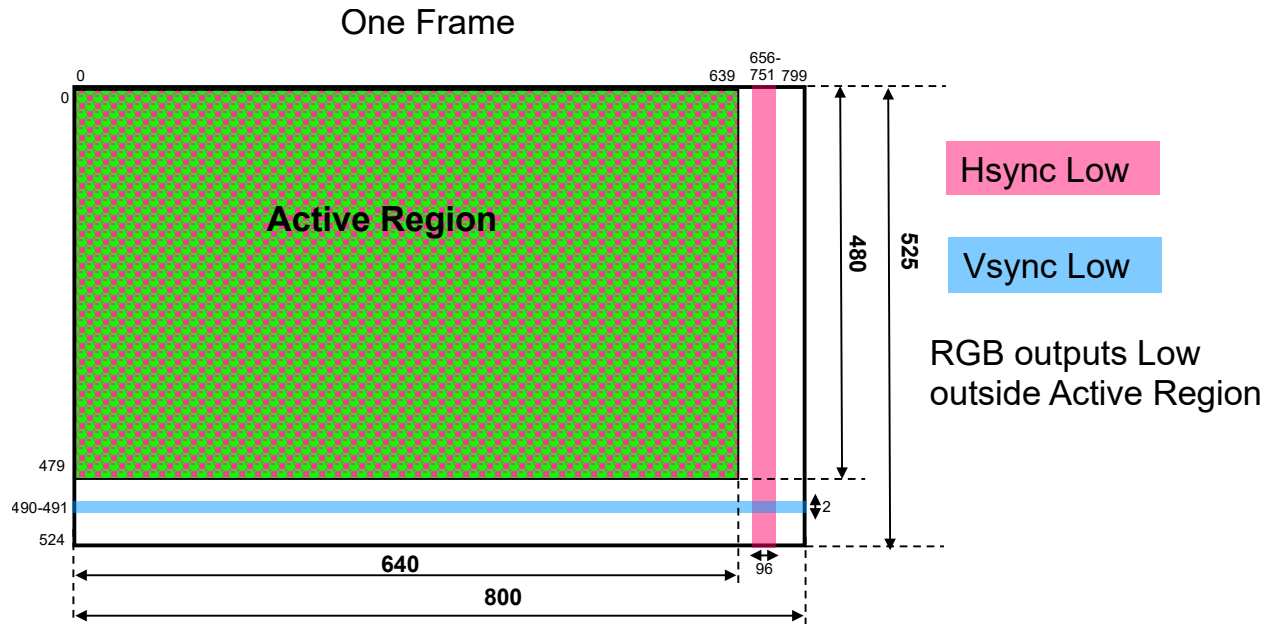 One Frame
656-
0
639
751
799
0
Active Region
480
525
Hsync Low
Vsync Low
RGB outputs Low
outside Active Region
479
490-491
2
524
640
96
800